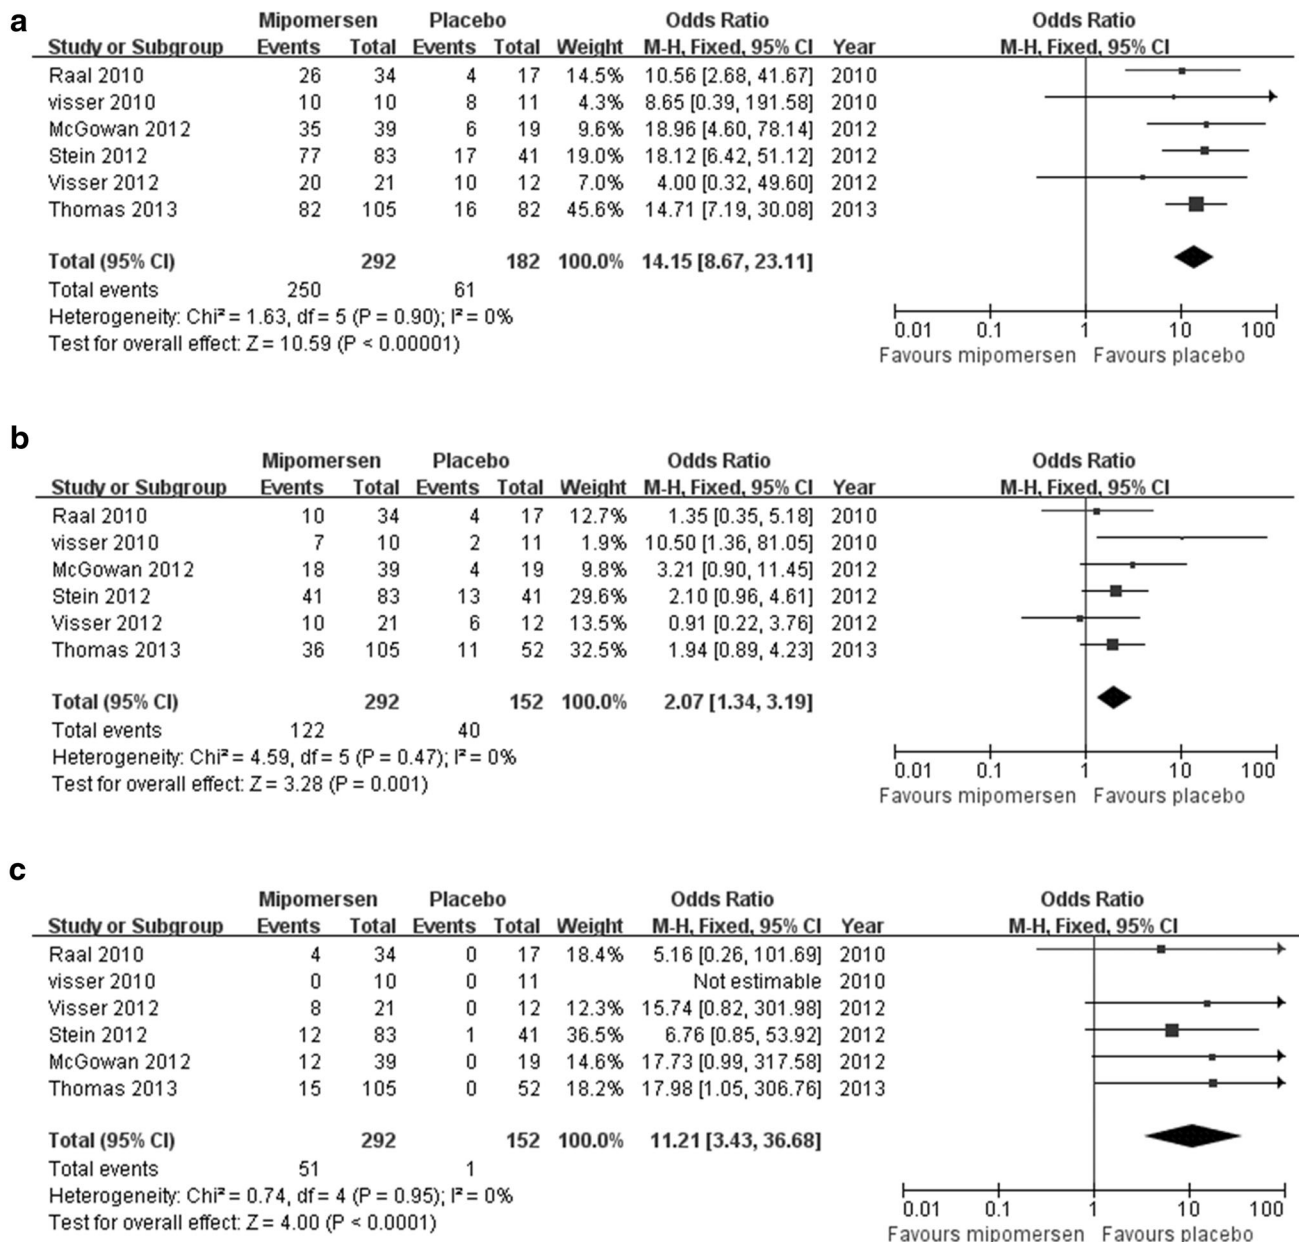 a
Mipomersen Placebo Odds Ratio Odds Ratio
Study or Subgroup Events Total Events Total Weight M-H, Fixed, 95% CI Year M-H, Fixed, 95% CI
Raal 2010 26 34 4 17 14.5% 10.56 [2.68, 41.67] 2010
visser 2010 10 10 8 11 4.3% 8.65 [0.39, 191.58] 2010
McGowan 2012 35 39 6 19 9.6% 18.96 [4.60, 78.14] 2012
Stein 2012 77 83 17 41 19.0% 18.12 [6.42, 51.12] 2012
Visser 2012 20 21 10 12 7.0% 4.00 [0.32, 49.60] 2012
Thomas 2013 82 105 16 82 45.6% 14.71 [7.19, 30.08] 2013
Total (95% CI) 292 182 100.0% 14.15 [8.67, 23.11]
Total events 250 61
Heterogeneity: Chi² = 1.63, df = 5 (P = 0.90); I² = 0%
Test for overall effect: Z = 10.59 (P < 0.00001)
0.01 0.1 1 10 100
Favours mipomersen Favours placebo
b
Mipomersen Placebo Odds Ratio Odds Ratio
Study or Subgroup Events Total Events Total Weight M-H, Fixed, 95% CI Year M-H, Fixed, 95% CI
Raal 2010 10 34 4 17 12.7% 1.35 [0.35, 5.18] 2010
visser 2010 7 10 2 11 1.9% 10.50 [1.36, 81.05] 2010
McGowan 2012 18 39 4 19 9.8% 3.21 [0.90, 11.45] 2012
Stein 2012 41 83 13 41 29.6% 2.10 [0.96, 4.61] 2012
Visser 2012 10 21 6 12 13.5% 0.91 [0.22, 3.76] 2012
Thomas 2013 36 105 11 52 32.5% 1.94 [0.89, 4.23] 2013
Total (95% CI) 292 152 100.0% 2.07 [1.34, 3.19]
Total events 122 40
Heterogeneity: Chi² = 4.59, df = 5 (P = 0.47); I² = 0%
Test for overall effect: Z = 3.28 (P = 0.001)
0.01 0.1 1 10 100
Favours mipomersen Favours placebo
c
Mipomersen Placebo Odds Ratio Odds Ratio
Study or Subgroup Events Total Events Total Weight M-H, Fixed, 95% CI Year M-H, Fixed, 95% CI
Raal 2010 4 34 0 17 18.4% 5.16 [0.26, 101.69] 2010
visser 2010 0 10 0 11 Not estimable 2010
Visser 2012 8 21 0 12 12.3% 15.74 [0.82, 301.98] 2012
Stein 2012 12 83 1 41 36.5% 6.76 [0.85, 53.92] 2012
McGowan 2012 12 39 0 19 14.6% 17.73 [0.99, 317.58] 2012
Thomas 2013 15 105 0 52 18.2% 17.98 [1.05, 306.76] 2013
Total (95% CI) 292 152 100.0% 11.21 [3.43, 36.68]
Total events 51 1
Heterogeneity: Chi² = 0.74, df = 4 (P = 0.95); I² = 0%
Test for overall effect: Z = 4.00 (P < 0.0001)
0.01 0.1 1 10 100
Favours mipomersen Favours placebo